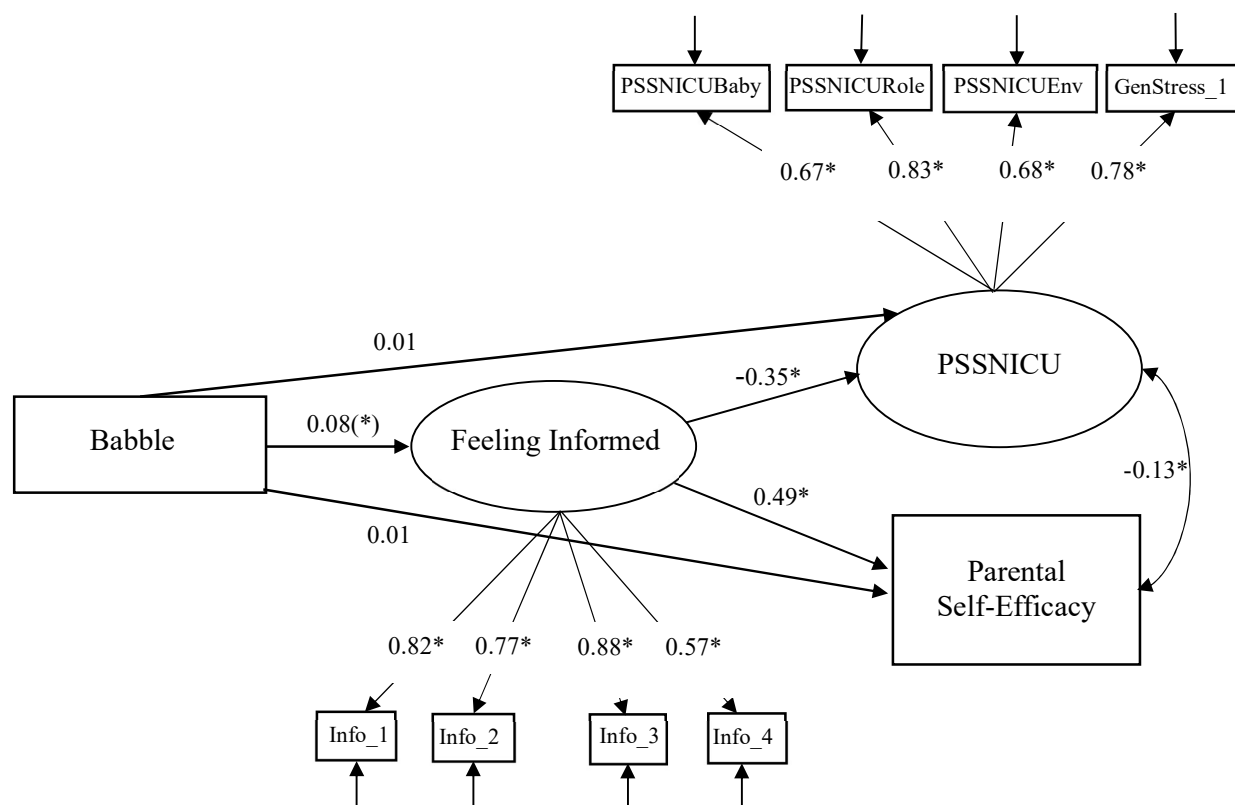 PSSNICUBaby PSSNICURole PSSNICUEnv GenStress_1
0.67* 0.83* 0.68* 0.78*
0.01
PSSNICU
-0.35*
Babble
0.08(*)
Feeling Informed
-0.13*
0.49*
0.01
Parental
Self-Efficacy
0.82* 0.77* 0.88* 0.57*
Info_1 Info_2 Info_3 Info_4